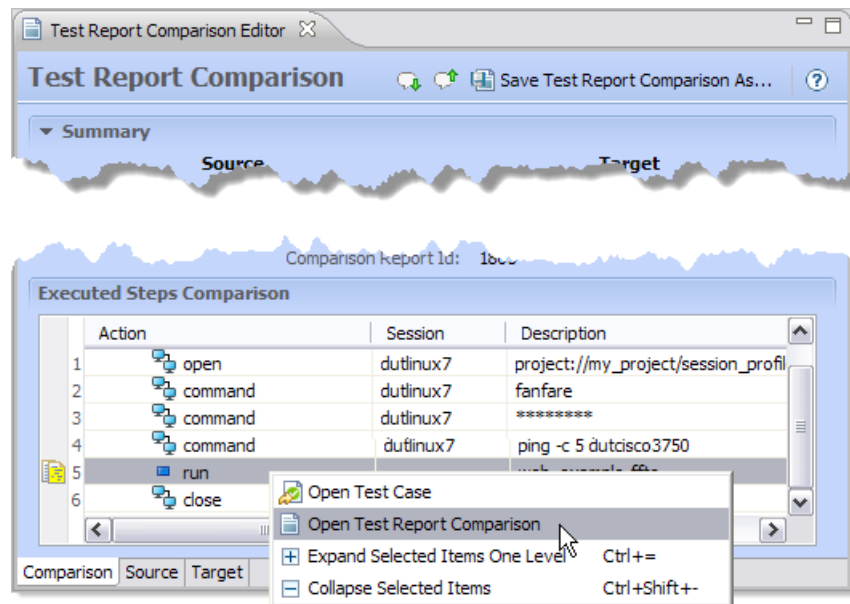 Test Report Comparison Editor
Test Report Comparison Save Test Report Comparison As... ?
Summary
Source Target
Comparison Report Id:
Executed Steps Comparison
Action Session Description
1 open dutlinux7 project://my_project/session_profil
2 command dutlinux7 fanfare
3 command dutlinux7 ********
4 command dutlinux7 ping -c 5 dutcisco3750
5 run
6 close
Open Test Case
Open Test Report Comparison
Expand Selected Items One Level Ctrl+=
Collapse Selected Items Ctrl+Shift+-
Comparison Source Target